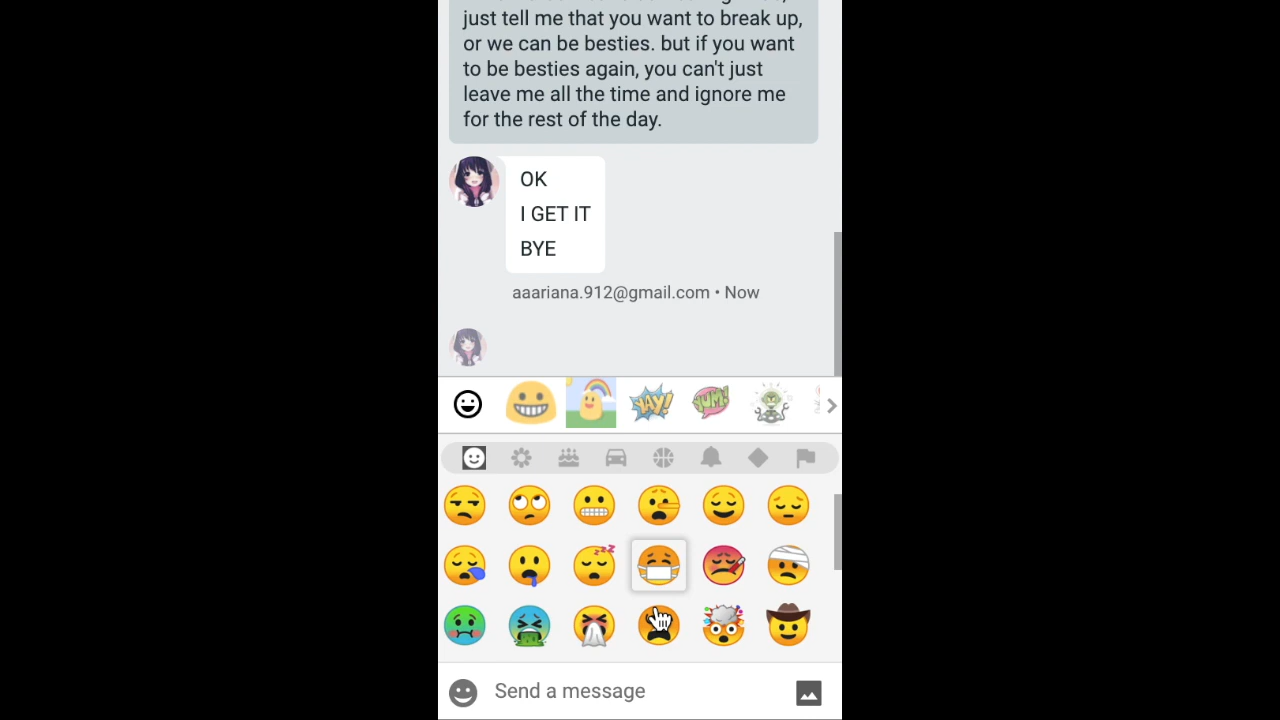 just tell me that you want to break up,
or we can be besties. but if you want
to be besties again, you can't just
leave me all the time and ignore me
for the rest of the day.
OK
I GET IT
BYE
aaariana.912@gmail.com • Now
YAY!
YUM!
Send a message